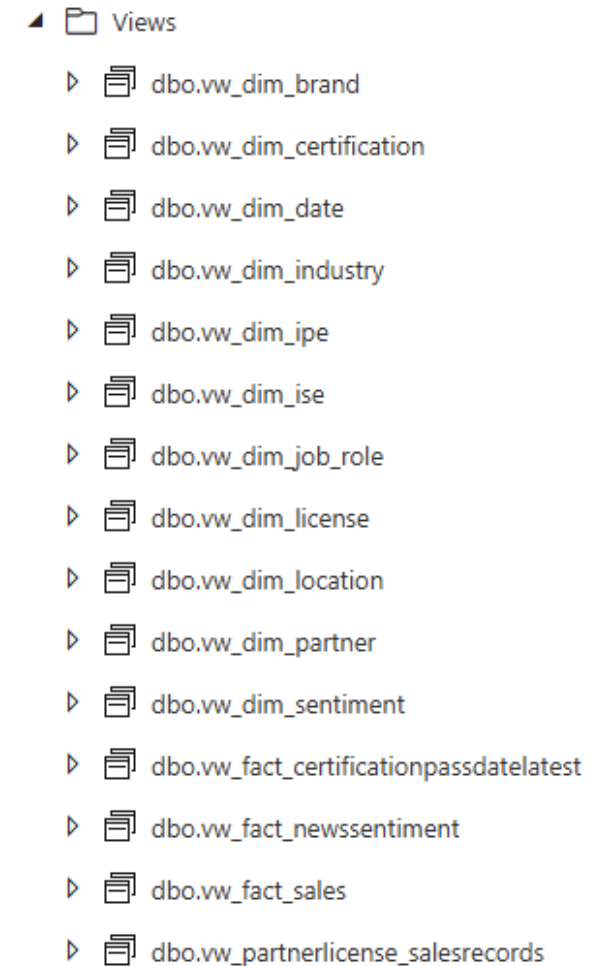 Views
dbo.vw_dim_brand
dbo.vw_dim_certification
dbo.vw_dim_date
dbo.vw_dim_industry
dbo.vw_dim_ipe
dbo.vw_dim_ise
dbo.vw_dim_job_role
dbo.vw_dim_license
dbo.vw_dim_location
dbo.vw_dim_partner
dbo.vw_dim_sentiment
dbo.vw_fact_certificationpassdatelatest
dbo.vw_fact_newssentiment
dbo.vw_fact_sales
dbo.vw_partnerlicense_salesrecords